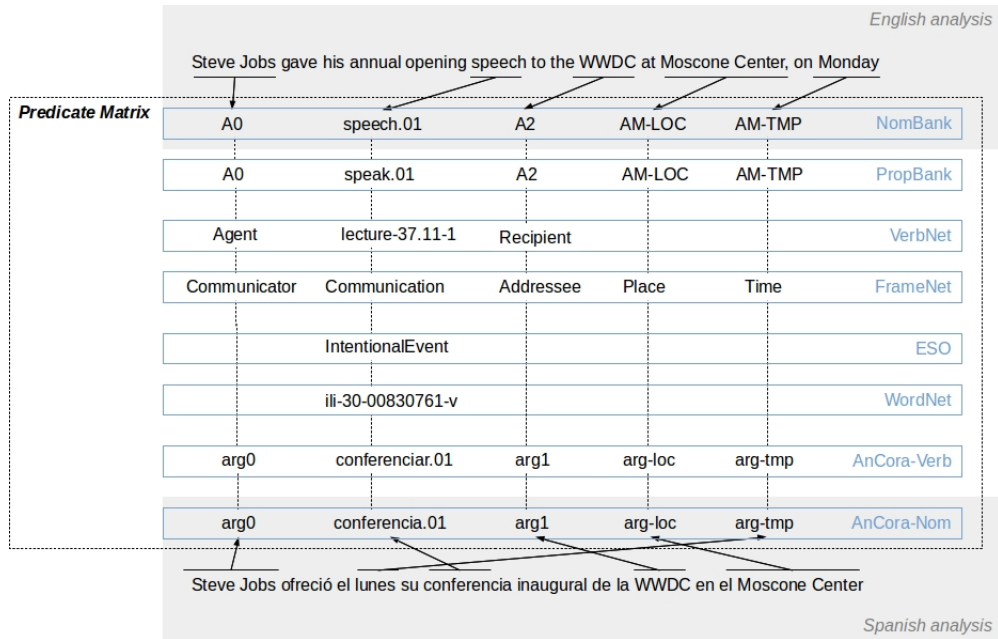 English analysis
Steve Jobs gave his annual opening speech to the WWDC at Moscone Center, on Monday
Predicate Matrix
A0 speech.01 A2 AM-LOC AM-TMP NomBank
A0 speak.01 A2 AM-LOC AM-TMP PropBank
Agent lecture-37.11-1 Recipient VerbNet
Communicator Communication Addressee Place Time FrameNet
IntentionalEvent ESO
ili-30-00830761-v WordNet
arg0 conferenciar.01 arg1 arg-loc arg-tmp AnCora-Verb
arg0 conferencia.01 arg1 arg-loc arg-tmp AnCora-Nom
Steve Jobs ofreció el lunes su conferencia inaugural de la WWDC en el Moscone Center
Spanish analysis